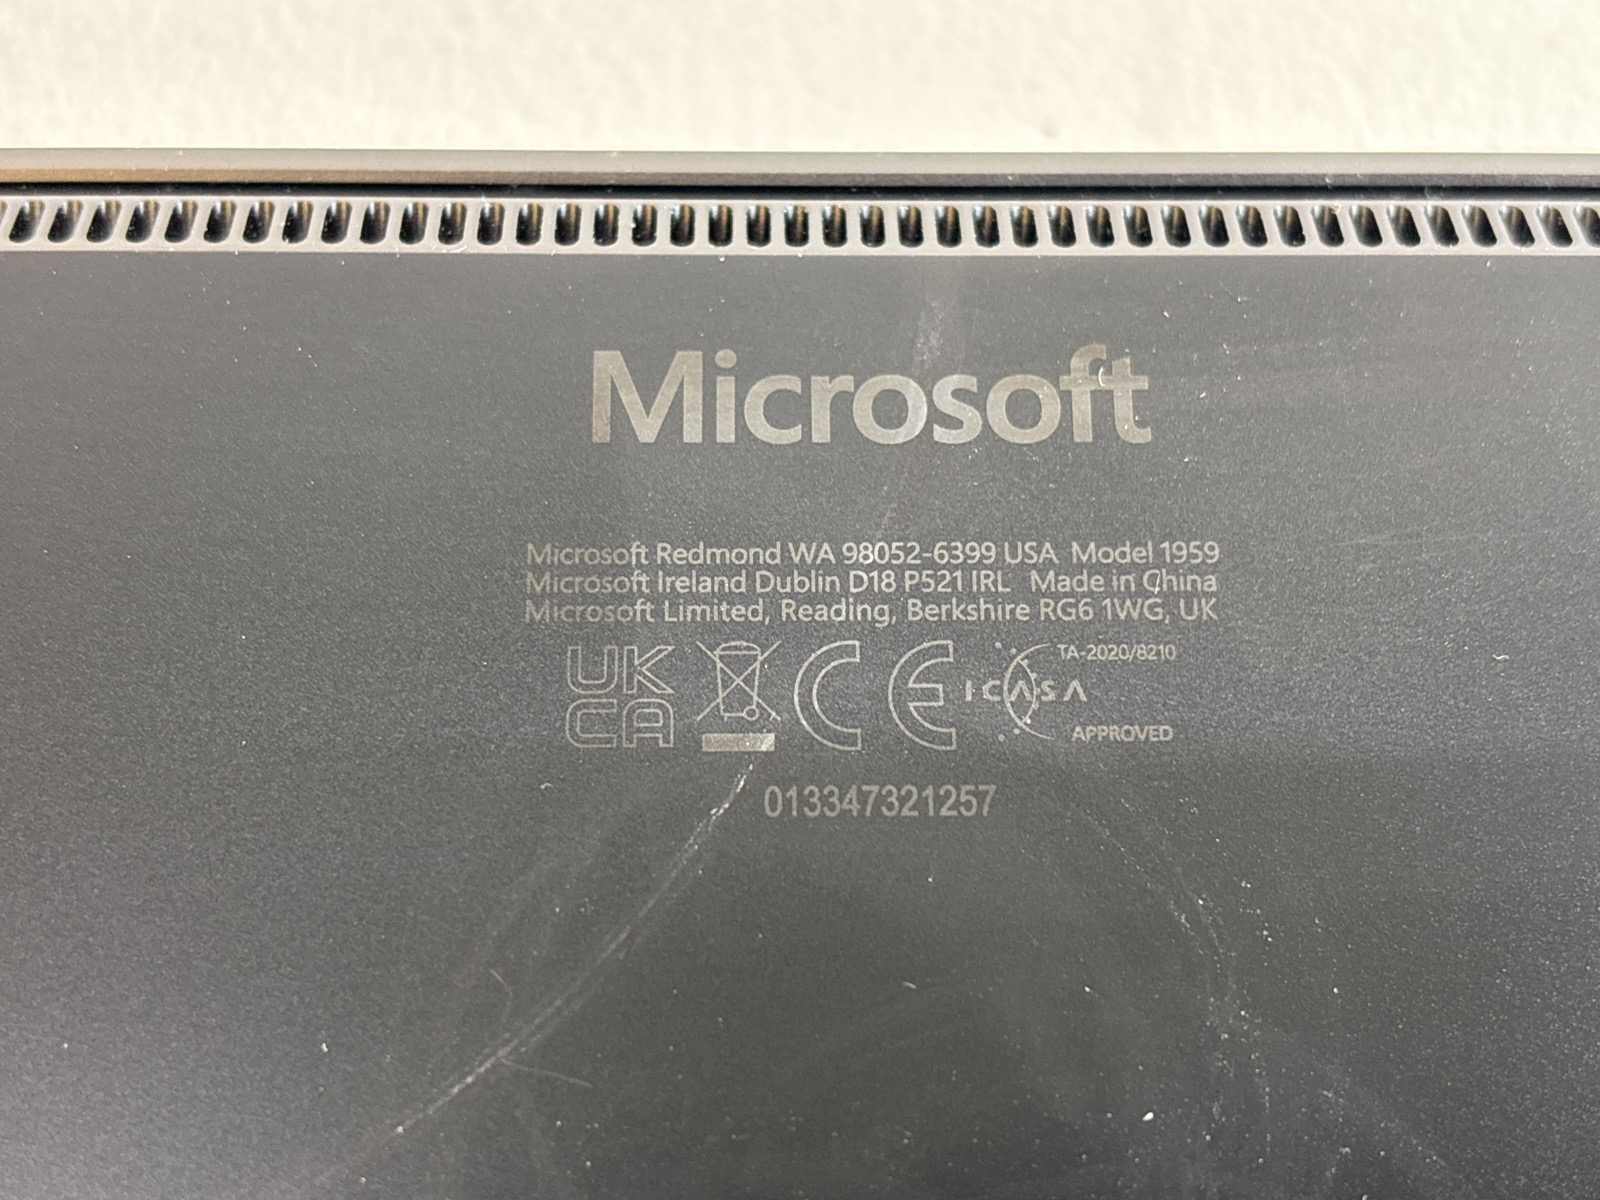 Microsoft
Microsoft Redmond WA 98052-6399 USA Model 1959
Microsoft Ireland Dublin D18 P521 IRL Made in China
Microsoft Limited, Reading, Berkshire RG6 1WG, UK
UK
CA
CE
TA-2020/8210
ICASA
APPROVED
013347321257